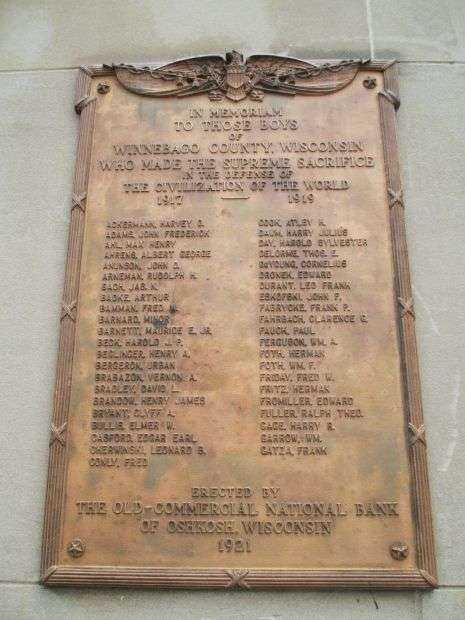 IN MEMORIAM
TO THOSE BOYS
OF
WINNEBAGO COUNTY, WISCONSIN
WHO MADE THE SUPREME SACRIFICE
IN THE DEFENSE OF
THE CIVILIZATION OF THE WORLD
1917 — 1919
ACKERMANN, HARVEY G.
ADAMS, JOHN FREDERICK
AHL, MAX HENRY
AHRENS, ALBERT GEORGE
ANUNSON, JOHN O.
ARNEMAN, RUDOLPH H.
BACH, JAS. N.
BADKE, ARTHUR
BAMMAN, FRED W.
BARNARD, MINOR
BARNETT, MAURICE E. JR.
BECK, HAROLD J. P.
BEGLINGER, HENRY A.
BERGERON, URBAN
BRABAZON, VERNON A.
BRADLEY, DAVID L.
BRANDOW, HENRY JAMES
BRYANT, CLYFF A.
BULLIS, ELMER W.
CASFORD, EDGAR EARL
CHERWINSKI, LEONARD B.
CONLY, FRED
COOK, ATLEY H.
DAUM, HARRY JULIUS
DAY, HAROLD SYLVESTER
DELORME, THOS. E.
DEYOUNG, CORNELIUS
DRONEN, EDWARD
DURANT, LEO FRANK
ESKOFSKI, JOHN F.
FABRYCKE, FRANK P.
FAHRBACH, CLARENCE G.
FAUCK, PAUL
FERGUSON, WM. A.
FOTH, HERMAN
FOTH, WM. F.
FRIDAY, FRED W.
FRITZ, HERMAN
FROMILLER, EDWARD
FULLER, RALPH THEO.
GAGE, HARRY R.
GARROW, WM.
GATZA, FRANK
ERECTED BY
THE OLD-COMMERCIAL NATIONAL BANK
OF OSHKOSH, WISCONSIN
1921